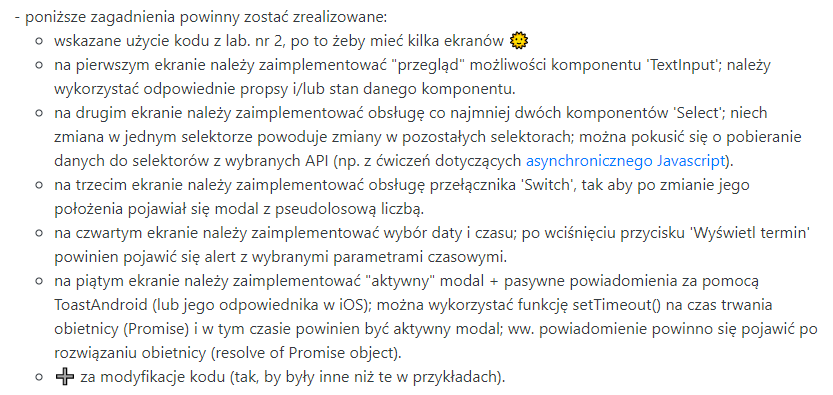 - poniższe zagadnienia powinny zostać zrealizowane:
wskazane użycie kodu z lab. nr 2, po to żeby mieć kilka ekranów 🌞
na pierwszym ekranie należy zaimplementować "przegląd" możliwości komponentu 'TextInput'; należy
wykorzystać odpowiednie propsy i/lub stan danego komponentu.
na drugim ekranie należy zaimplementować obsługę co najmniej dwóch komponentów 'Select'; niech
zmiana w jednym selektorze powoduje zmiany w pozostałych selektorach; można pokusić się o pobieranie
danych do selektorów z wybranych API (np. z ćwiczeń dotyczących asynchronicznego Javascript).
na trzecim ekranie należy zaimplementować obsługę przełącznika 'Switch', tak aby po zmianie jego
położenia pojawiał się modal z pseudolosową liczbą.
na czwartym ekranie należy zaimplementować wybór daty i czasu; po wciśnięciu przycisku 'Wyświetl termin'
powinien pojawić się alert z wybranymi parametrami czasowymi.
na piątym ekranie należy zaimplementować "aktywny" modal + pasywne powiadomienia za pomocą
ToastAndroid (lub jego odpowiednika w iOS); można wykorzystać funkcję setTimeout() na czas trwania
obietnicy (Promise) i w tym czasie powinien być aktywny modal; ww. powiadomienie powinno się pojawić po
rozwiązaniu obietnicy (resolve of Promise object).
➕ za modyfikacje kodu (tak, by były inne niż te w przykładach).